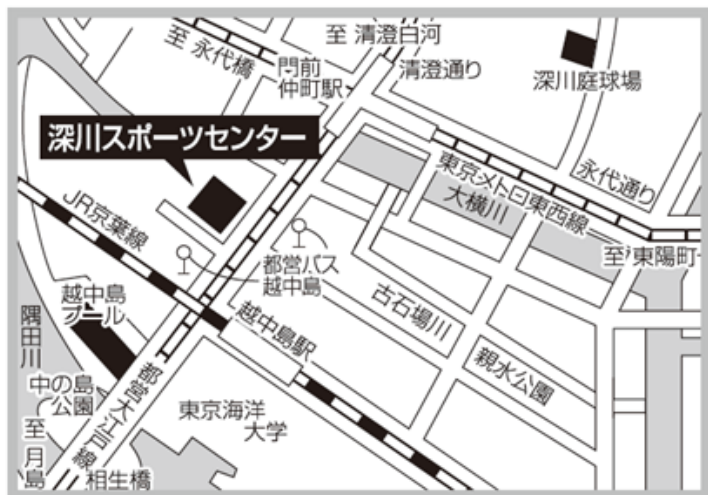 至 清澄白河
至 永代橋
門前
仲町駅
清澄通り
深川庭球場
深川スポーツセンター
東京メトロ東西線
永代通り
大横川
JR京葉線
至 東陽町
都営バス
越中島
越中島
プール
古石場川
隅田川
越中島駅
親水公園
中の島
公園
都営大江戸線
東京海洋
大学
至 月島
相生橋